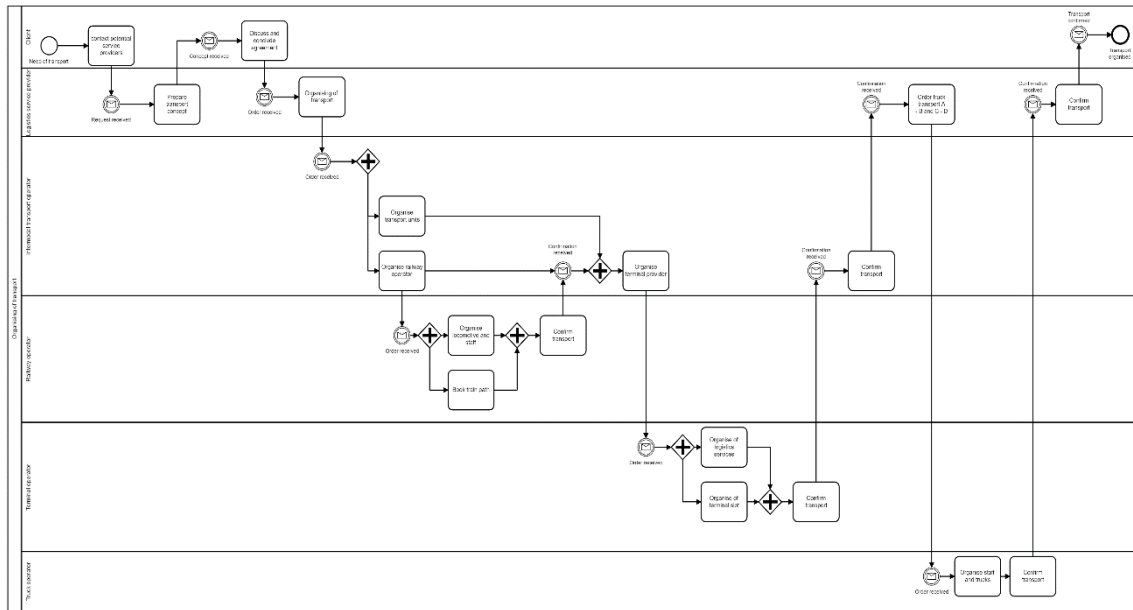 Organising of transport
Client
Need of transport
contact potential
service
providers
Concept received
Discuss and
conclude
agreement
Transport
confirmed
Transport
organised
Logistics service provider
Request received
Prepare
transport
concept
Order received
Organising of
transport
Confirmation
received
Order truck
transport A
- B and C - D
Confirmation
received
Confirm
transport
Intermodal transport operator
Order received
Organise
transport units
Organise railway
operator
Confirmation
received
Organise
terminal provider
Confirmation
received
Confirm
transport
Railway operator
Order received
Organise
locomotive and
staff
Book train path
Confirm
transport
Terminal operator
Order received
Organise of
logistics
services
Organise of
terminal slot
Confirm
transport
Truck operator
Order received
Organise staff
and trucks
Confirm
transport